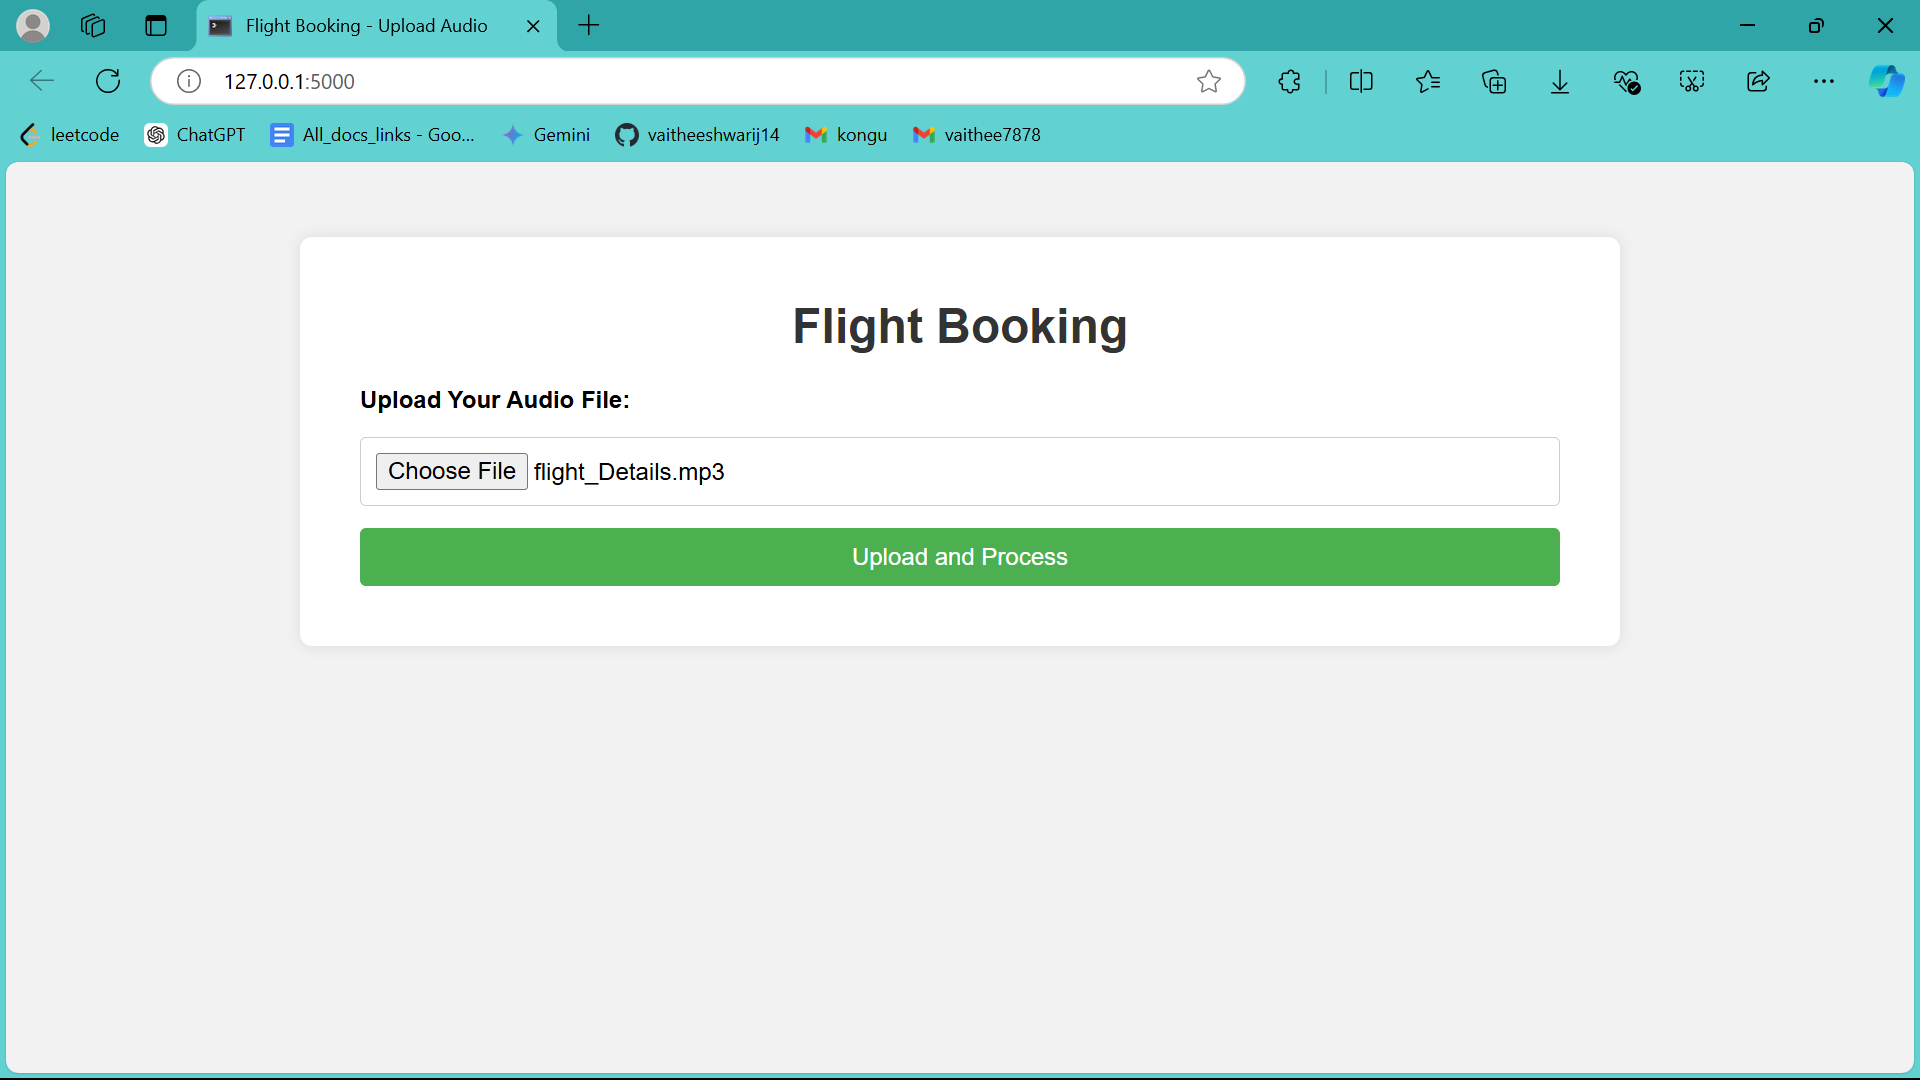 Flight Booking - Upload Audio
127.0.0.1:5000
leetcode ChatGPT All_docs_links - Goo... Gemini vaitheeshwarij14 kongu vaithee7878
Flight Booking
Upload Your Audio File:
Choose File flight_Details.mp3
Upload and Process